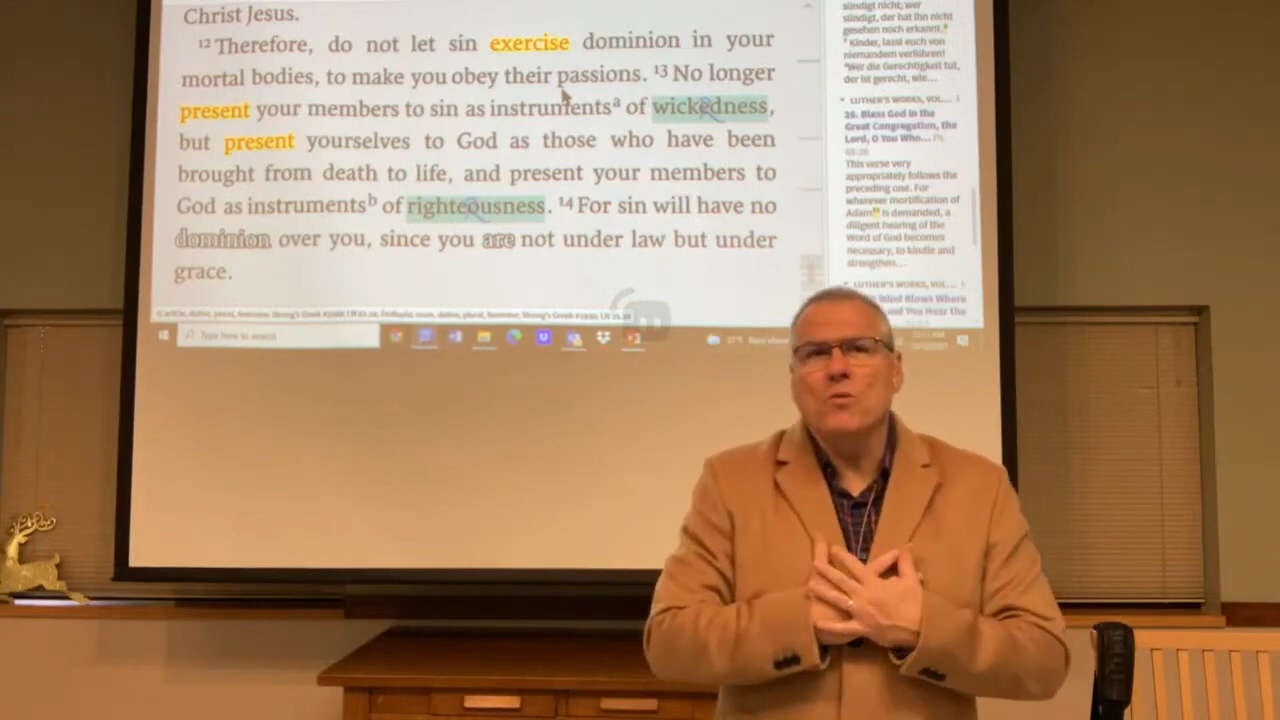 Christ Jesus.
12 Therefore, do not let sin exercise dominion in your
mortal bodies, to make you obey their passions. 13 No longer
present your members to sin as instrumentsa of wickedness,
but present yourselves to God as those who have been
brought from death to life, and present your members to
God as instrumentsb of righteousness. 14 For sin will have no
dominion over you, since you are not under law but under
grace.
Type here to search
sündigt nicht; wer
sündigt, der hat ihn nicht
gesehen noch erkannt.
7 Kinder, lasst euch von
niemandem verführen!
Wer die Gerechtigkeit tut,
der ist gerecht, wie...
LUTHER'S WORKS, VOL...
26. Bless God in the
Great Congregation, the
Lord, O You Who...
This verse very
appropriately follows the
preceding one. For
wherever mortification of
Adam is demanded, a
diligent hearing of the
Word of God becomes
necessary, to kindle and
strengthen...
LUTHER'S WORKS, VOL...
Wind Blows Where
and You Hear the